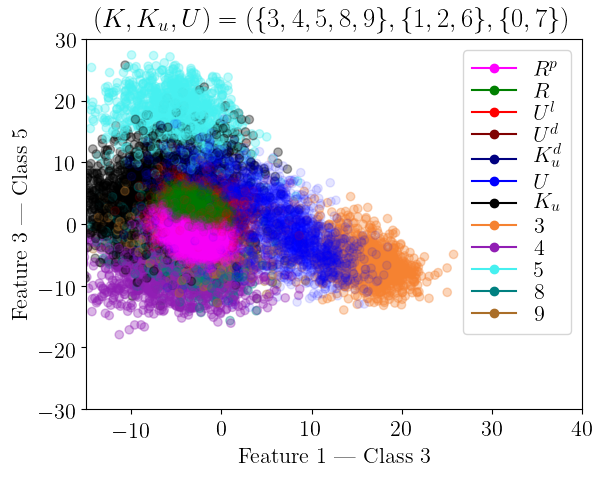 (K, K_u, U) = ({3, 4, 5, 8, 9}, {1, 2, 6}, {0, 7})
30
20
10
0
−10
−20
−30
Feature 3 — Class 5
−10
0
10
20
30
40
Feature 1 — Class 3
R^p
R
U^l
U^d
K_u^d
U
K_u
3
4
5
8
9